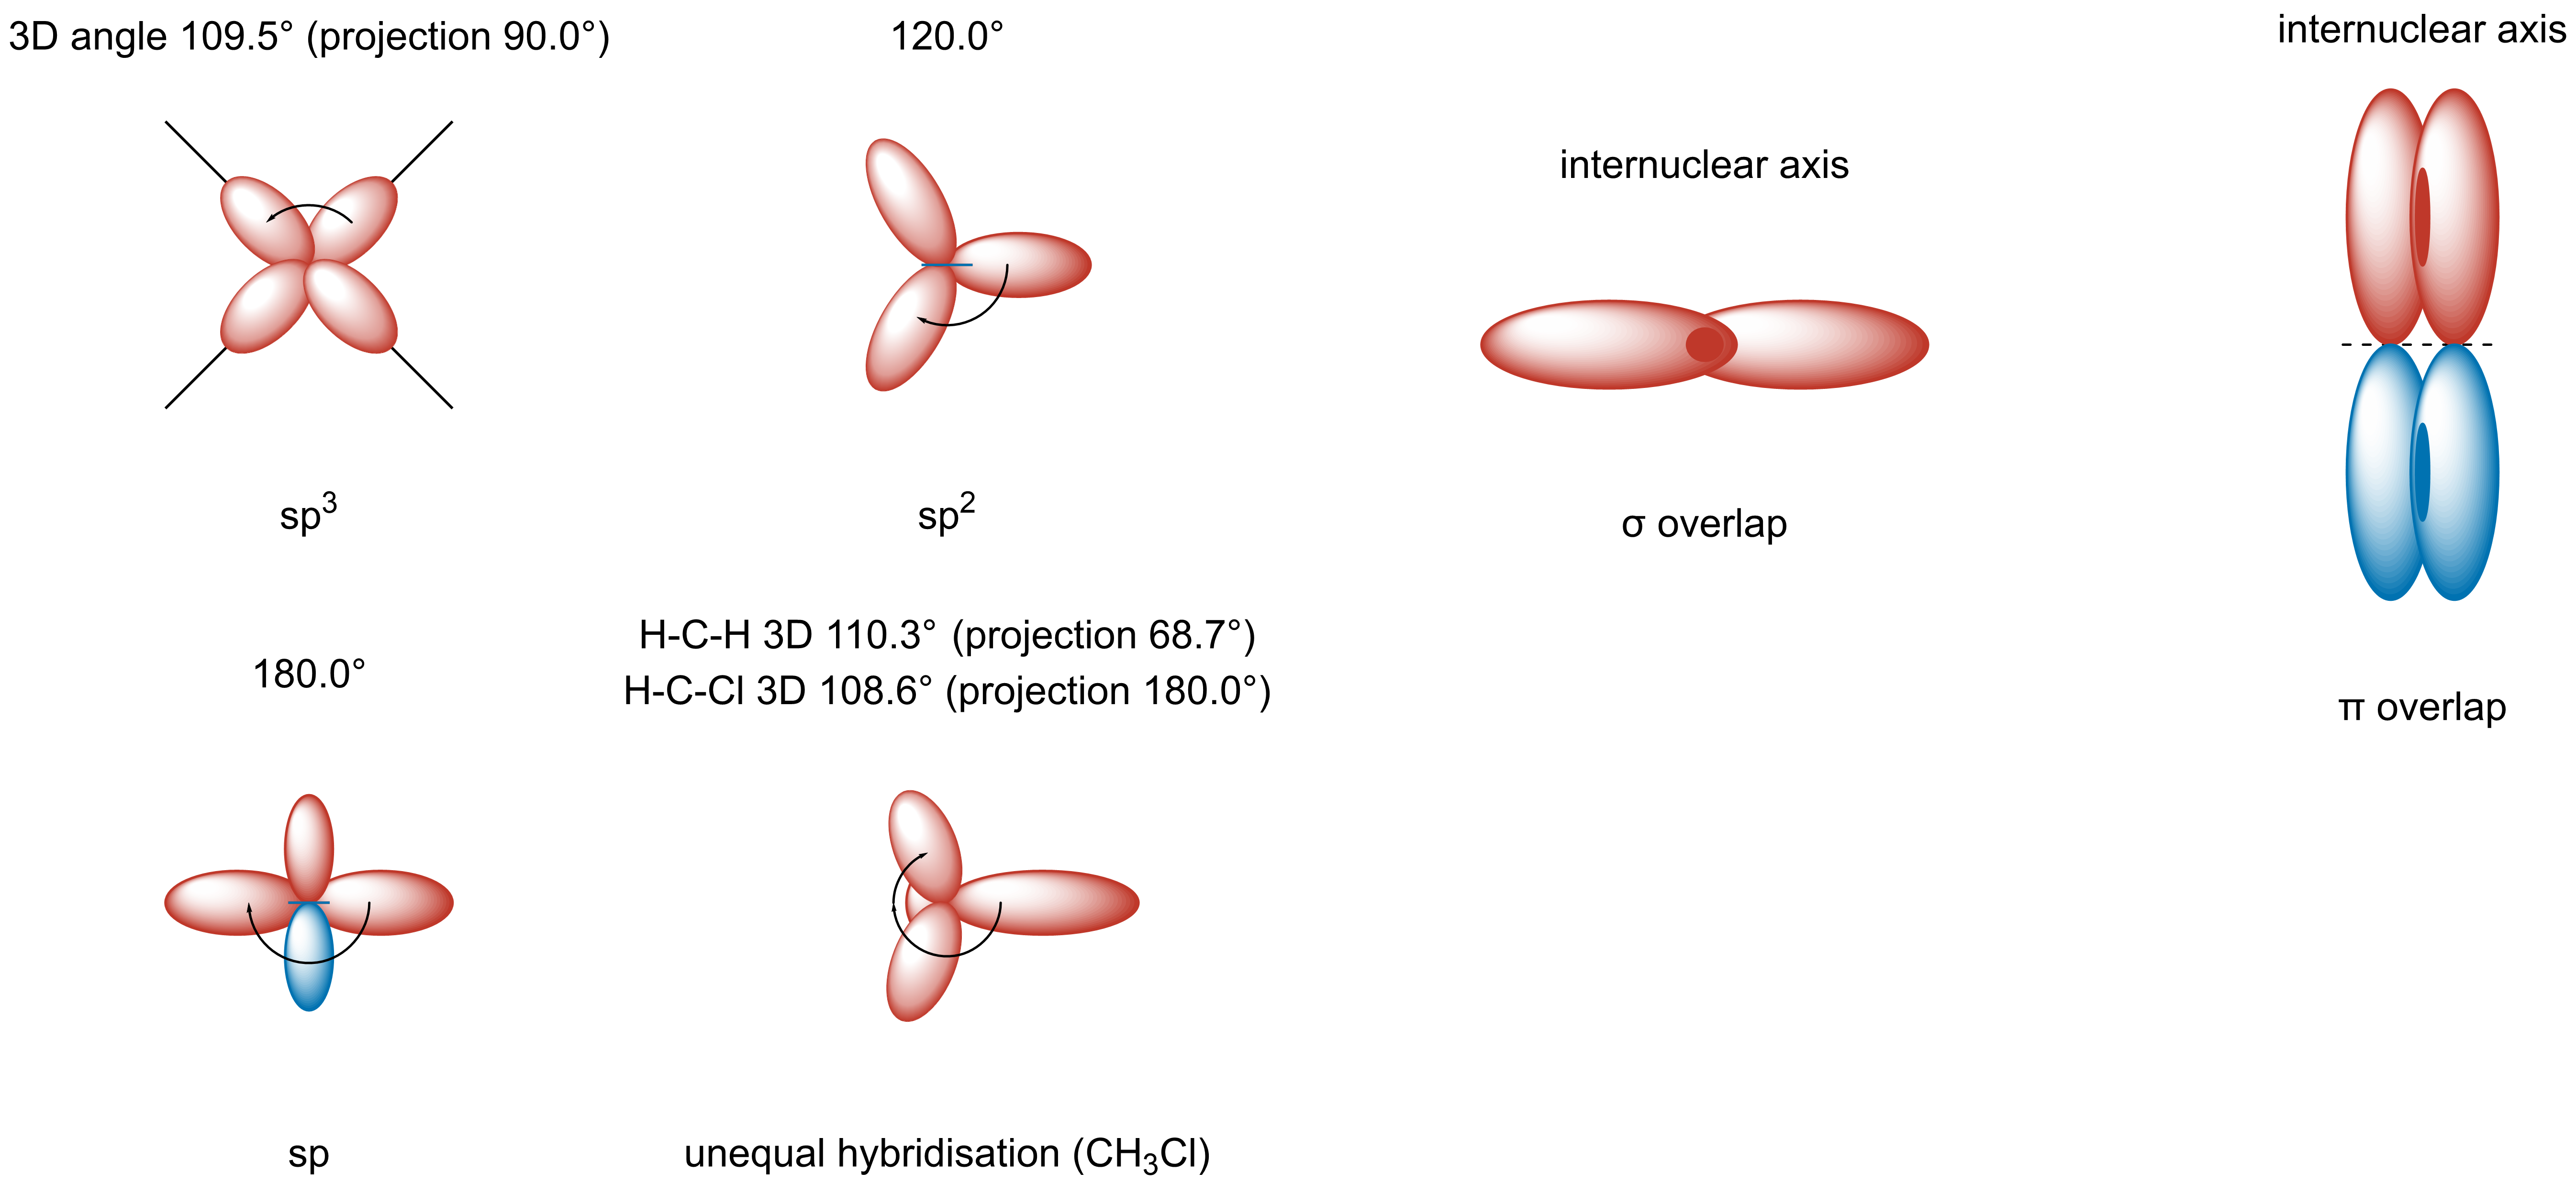 3D angle 109.5° (projection 90.0°)
120.0°
internuclear axis
internuclear axis
sp³
sp²
σ overlap
H-C-H 3D 110.3° (projection 68.7°)
180.0°
H-C-Cl 3D 108.6° (projection 180.0°)
π overlap
sp
unequal hybridisation (CH₃Cl)